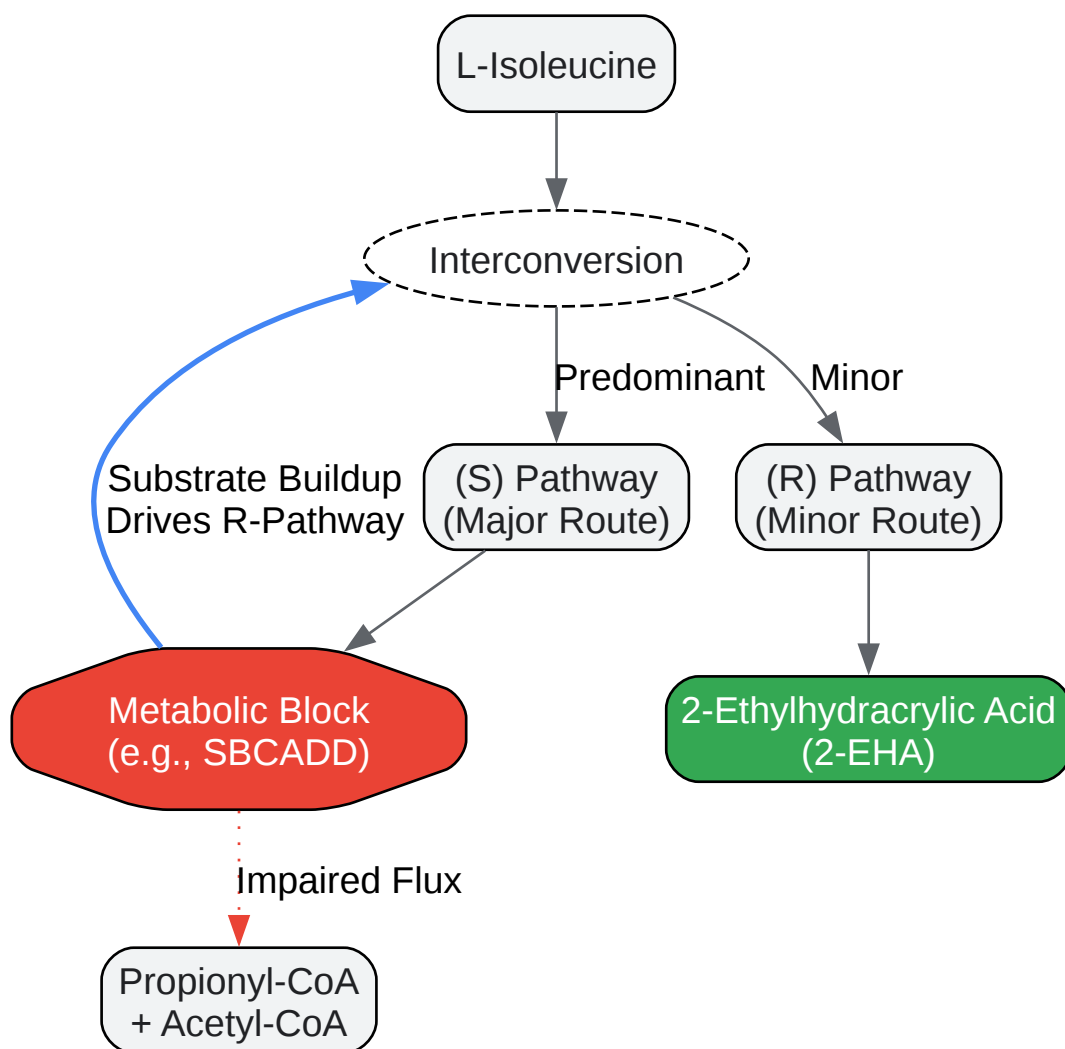 L-Isoleucine
Interconversion
Predominant
Minor
Substrate Buildup
Drives R-Pathway
(S) Pathway
(Major Route)
(R) Pathway
(Minor Route)
Metabolic Block
(e.g., SBCADD)
2-Ethylhydracrylic Acid
(2-EHA)
Impaired Flux
Propionyl-CoA
+ Acetyl-CoA